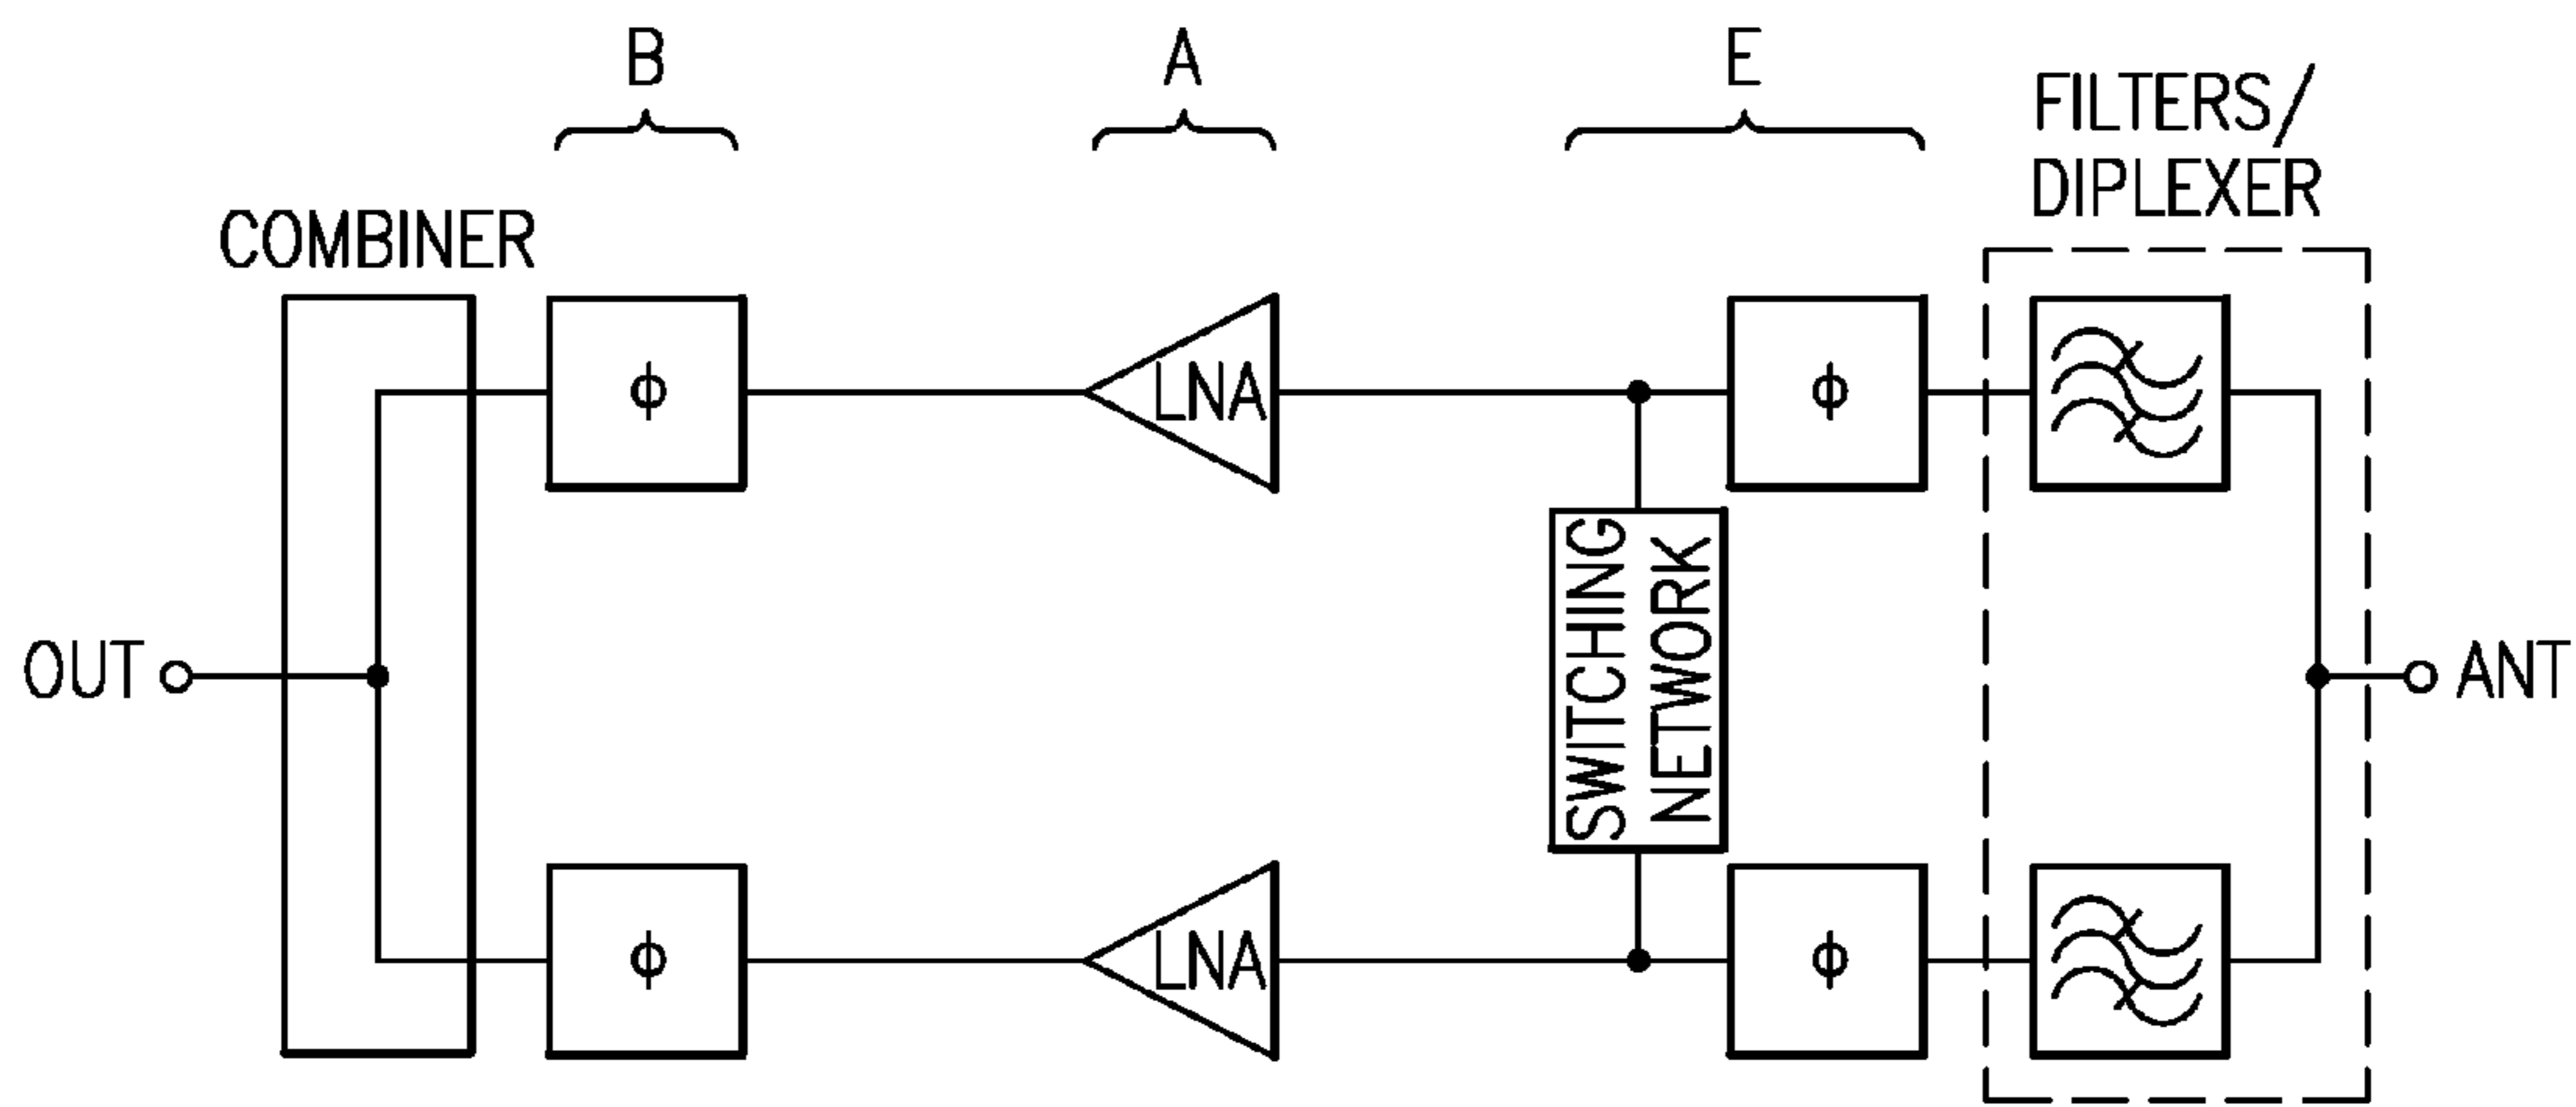 B
A
E
FILTERS/
DIPLEXER
COMBINER
ϕ
LNA
ϕ
OUT
SWITCHING
NETWORK
ANT
ϕ
LNA
ϕ